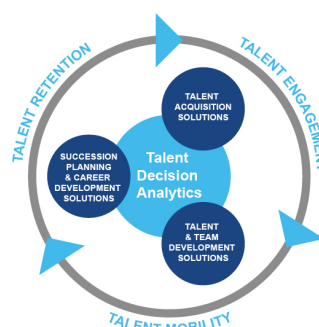 TALENT RETENTION
TALENT ENGAGEMENT
TALENT
ACQUISITION
SOLUTIONS
SUCCESSION
PLANNING
& CAREER
DEVELOPMENT
SOLUTIONS
Talent
Decision
Analytics
TALENT
& TEAM
DEVELOPMENT
SOLUTIONS
TALENT MOBILITY